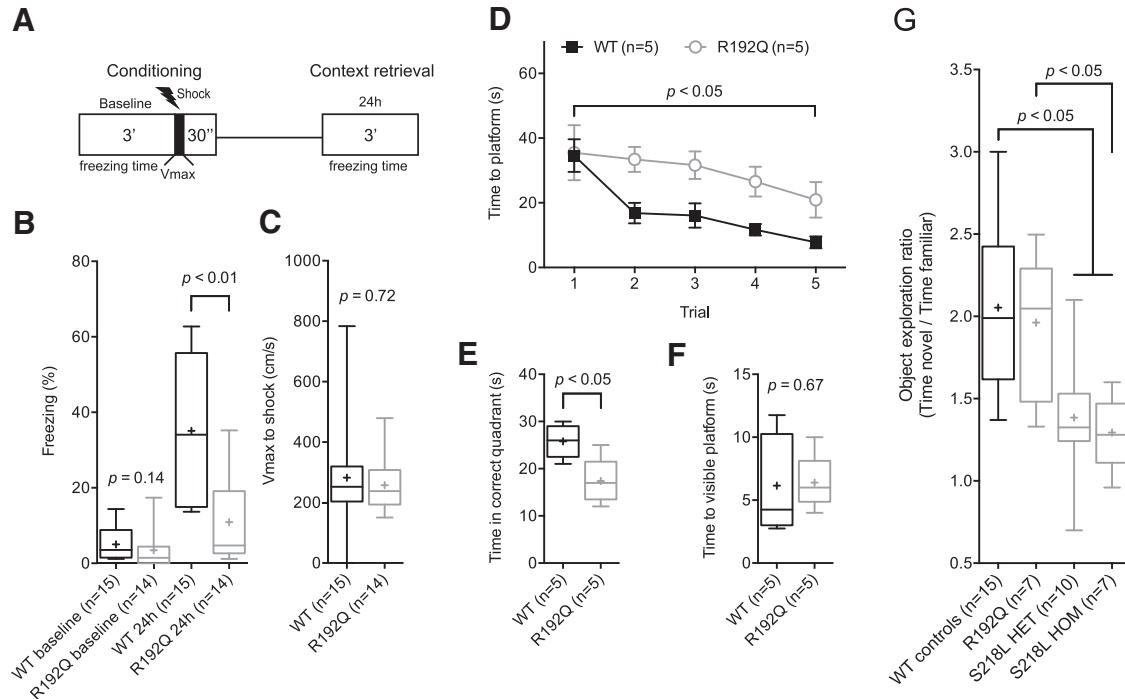 A
Conditioning
Context retrieval
Baseline
Shock
24h
3’
30’’
3’
freezing time
Vmax
freezing time
B
Freezing (%)
80
60
40
20
0
p = 0.14
p < 0.01
WT baseline (n=15)
R192Q baseline (n=14)
WT 24h (n=15)
R192Q 24h (n=14)
C
Vmax to shock (cm/s)
1000
800
600
400
200
0
p = 0.72
WT (n=15)
R192Q (n=14)
D
WT (n=5)
R192Q (n=5)
Time to platform (s)
60
40
20
0
p < 0.05
1
2
3
4
5
Trial
E
Time in correct quadrant (s)
40
30
20
10
0
p < 0.05
WT (n=5)
R192Q (n=5)
F
Time to visible platform (s)
15
10
5
0
p = 0.67
WT (n=5)
R192Q (n=5)
G
Object exploration ratio
(Time novel / Time familiar)
3.5
3.0
2.5
2.0
1.5
1.0
0.5
p < 0.05
p < 0.05
WT controls (n=15)
R192Q (n=7)
S218L HET (n=10)
S218L HOM (n=7)